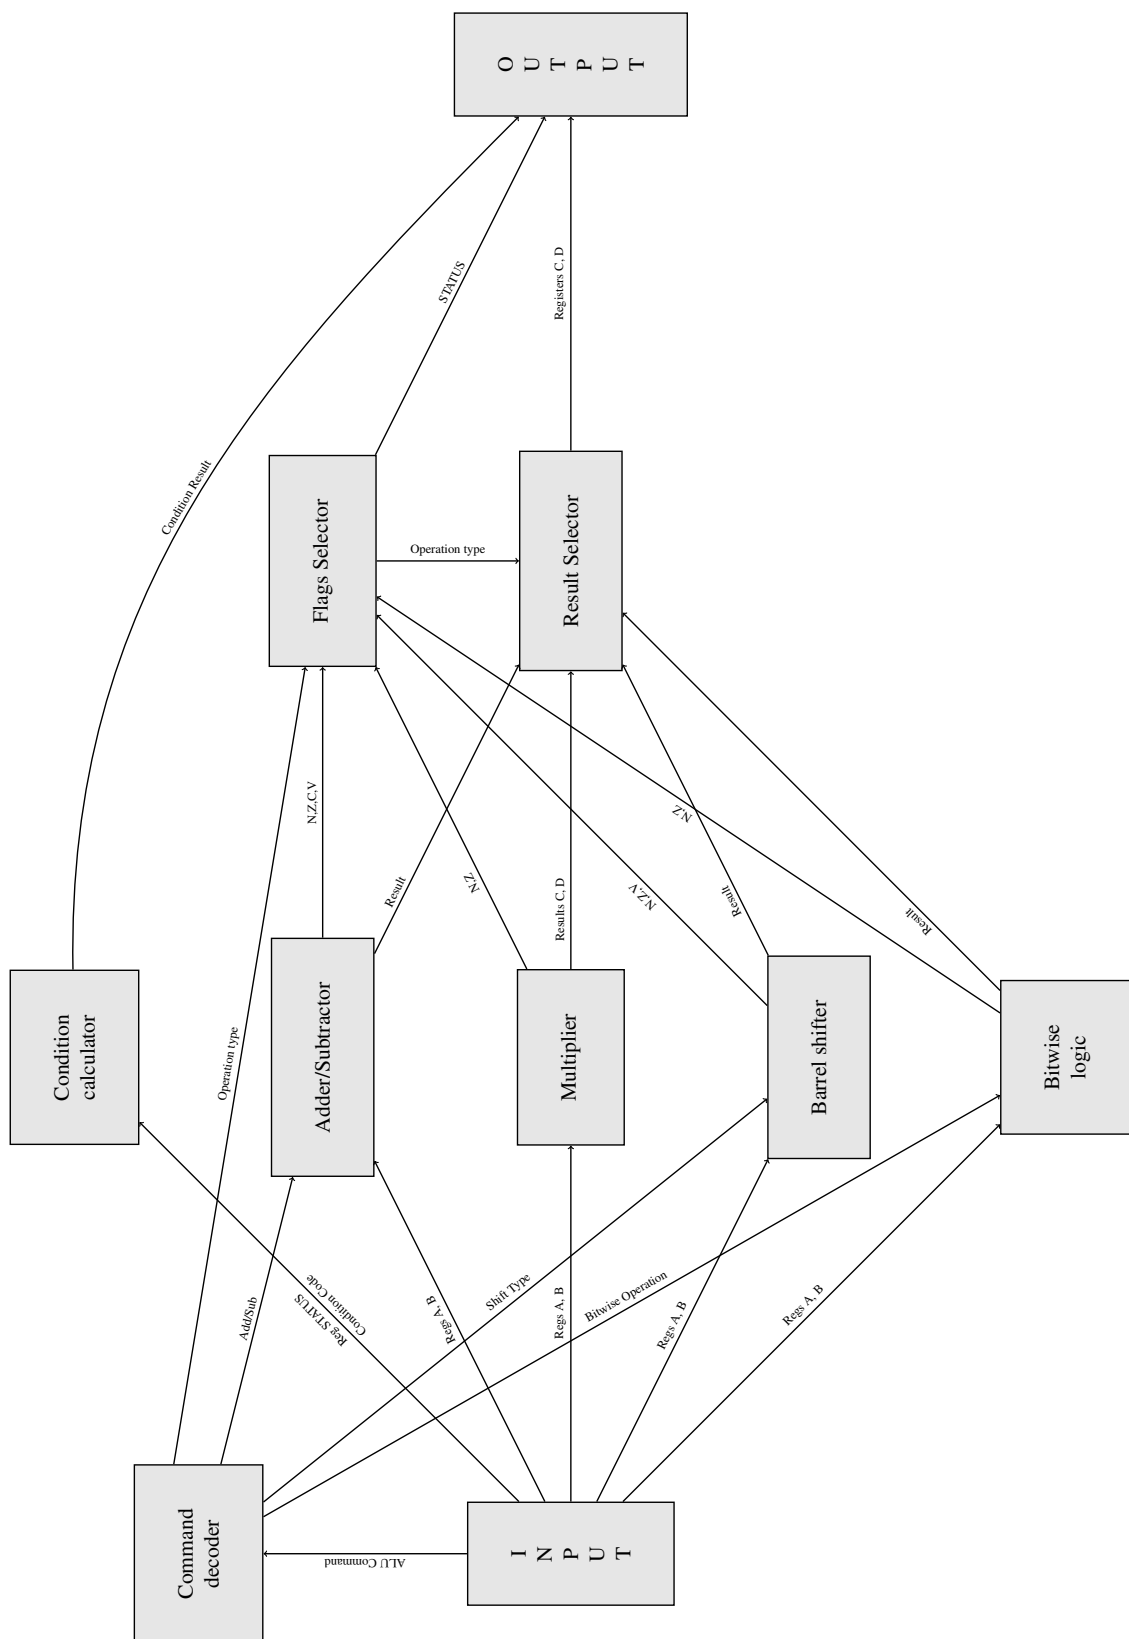 O U T P U T
STATUS
Registers C, D
Condition Result
Flags Selector
Operation type
Result Selector
N,Z,C,V
Result
N,Z
Results C, D
N,Z,V
Result
N,Z
Result
Condition
calculator
Operation type
Adder/Subtractor
Multiplier
Barrel shifter
Bitwise
logic
Condition Code
Reg STATUS
Add/Sub
Regs A, B
Shift Type
Regs A, B
Bitwise Operation
Regs A, B
Regs A, B
Command
decoder
ALU Command
I N P U T